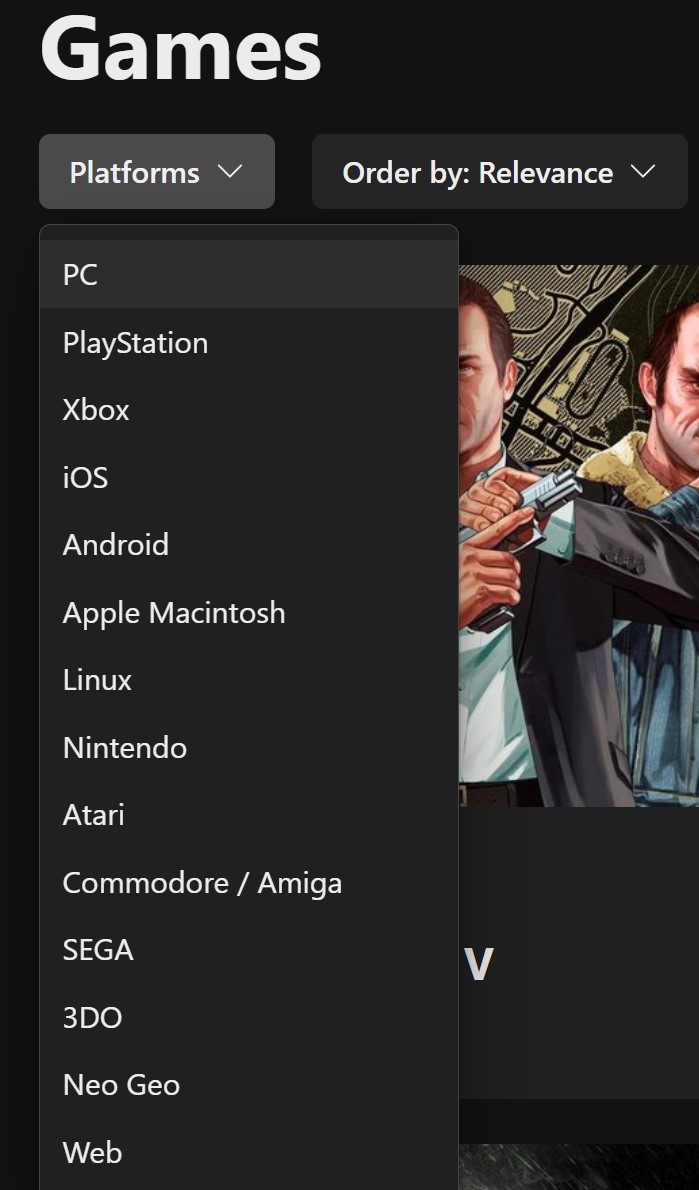 Games
Platforms
Order by: Relevance
PC
PlayStation
Xbox
iOS
Android
Apple Macintosh
Linux
Nintendo
Atari
Commodore / Amiga
SEGA
3DO
Neo Geo
Web
V